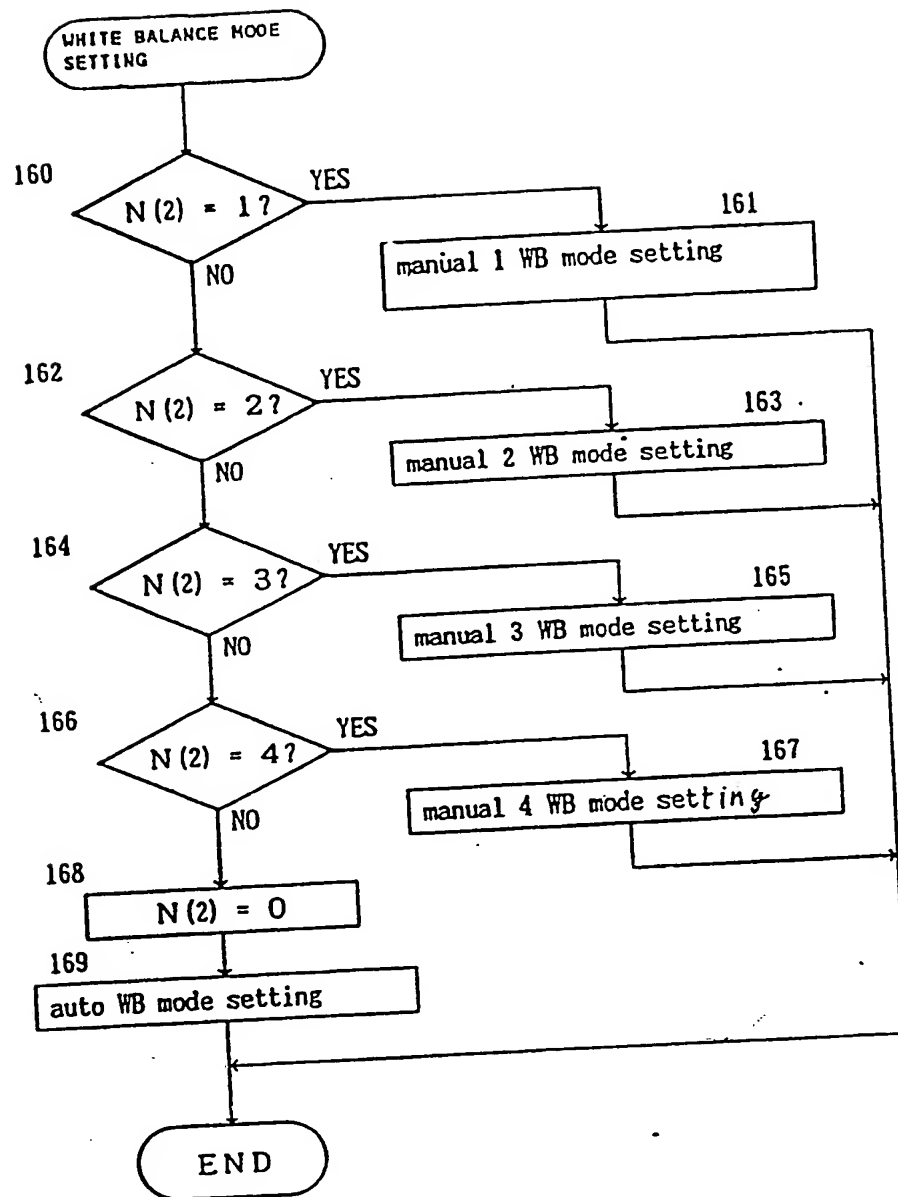 WHITE BALANCE MODE
SETTING
160
N(2) = 1?
YES
NO
161
manual 1 WB mode setting
162
N(2) = 2?
YES
NO
163
manual 2 WB mode setting
164
N(2) = 3?
YES
NO
165
manual 3 WB mode setting
166
N(2) = 4?
YES
NO
167
manual 4 WB mode setting
168
N(2) = 0
169
auto WB mode setting
END